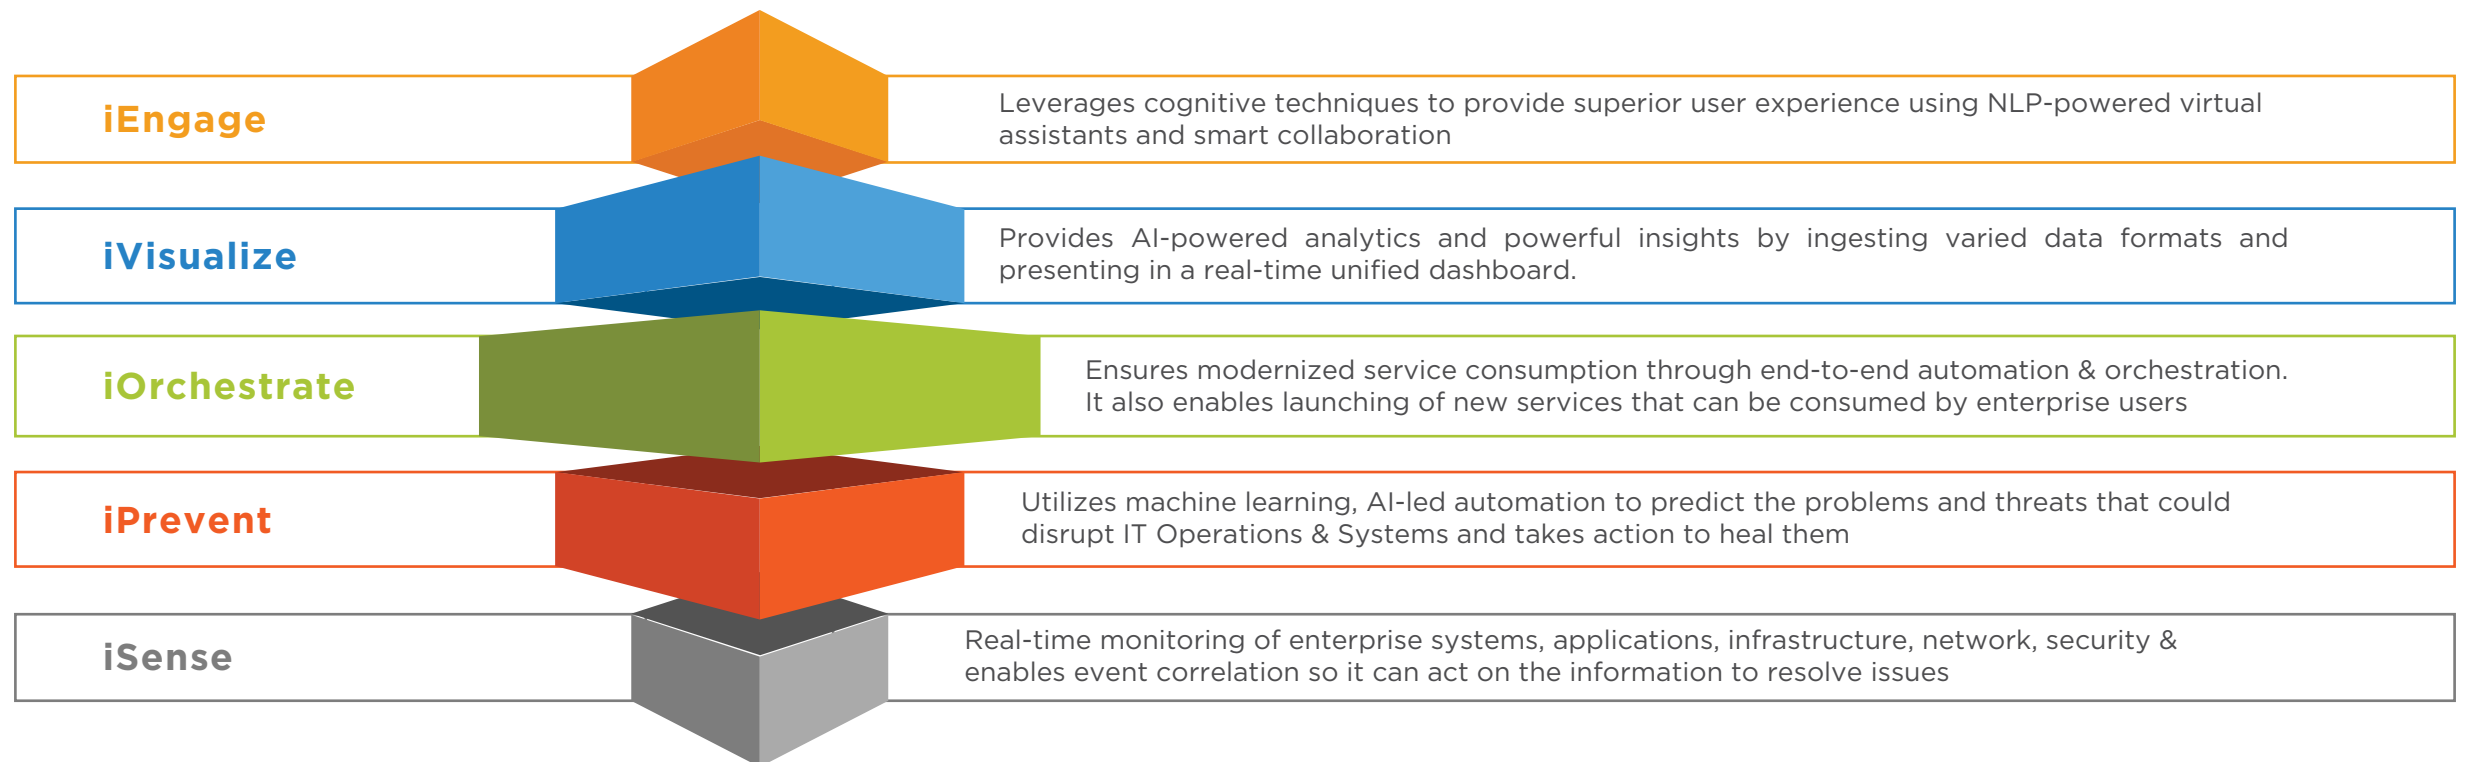 iEngage
Leverages cognitive techniques to provide superior user experience using NLP-powered virtual
assistants and smart collaboration
iVisualize
Provides AI-powered analytics and powerful insights by ingesting varied data formats and
presenting in a real-time unified dashboard.
iOrchestrate
Ensures modernized service consumption through end-to-end automation & orchestration.
It also enables launching of new services that can be consumed by enterprise users
iPrevent
Utilizes machine learning, AI-led automation to predict the problems and threats that could
disrupt IT Operations & Systems and takes action to heal them
iSense
Real-time monitoring of enterprise systems, applications, infrastructure, network, security &
enables event correlation so it can act on the information to resolve issues